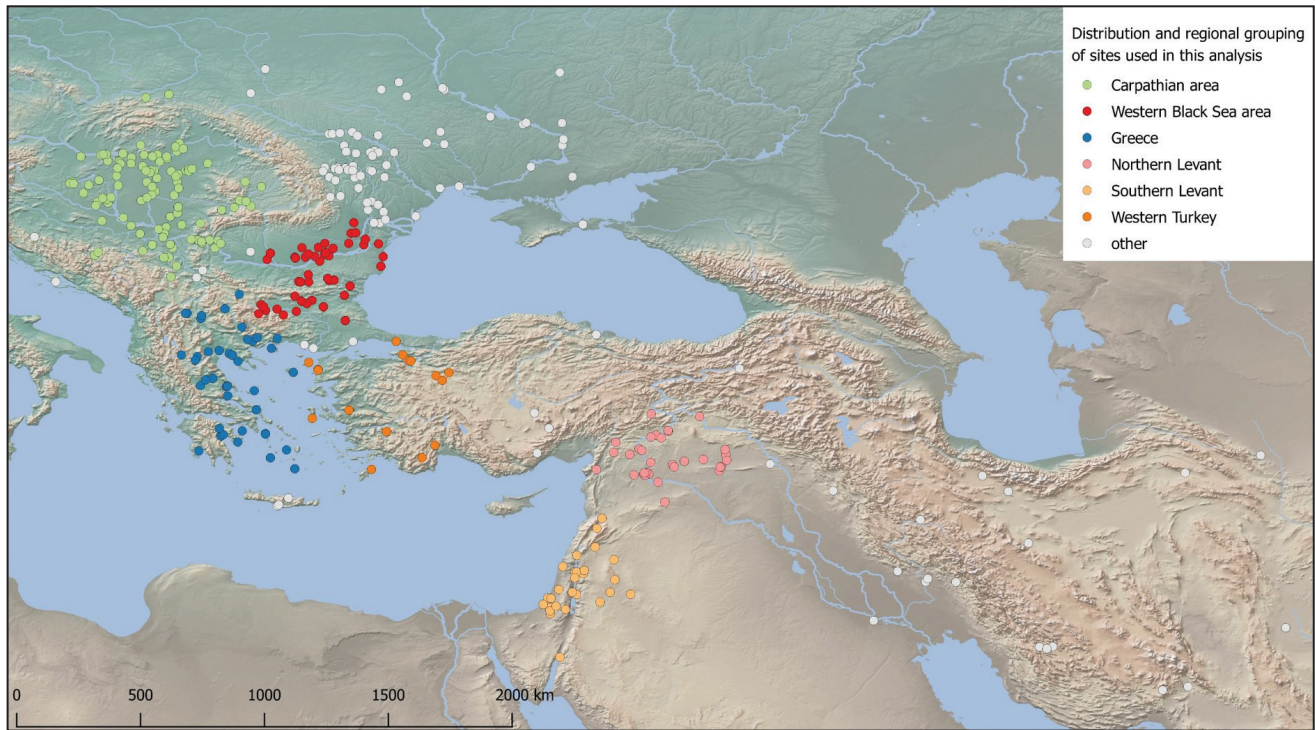 Distribution and regional grouping
of sites used in this analysis
Carpathian area
Western Black Sea area
Greece
Northern Levant
Southern Levant
Western Turkey
other
0 500 1000 1500 2000 km